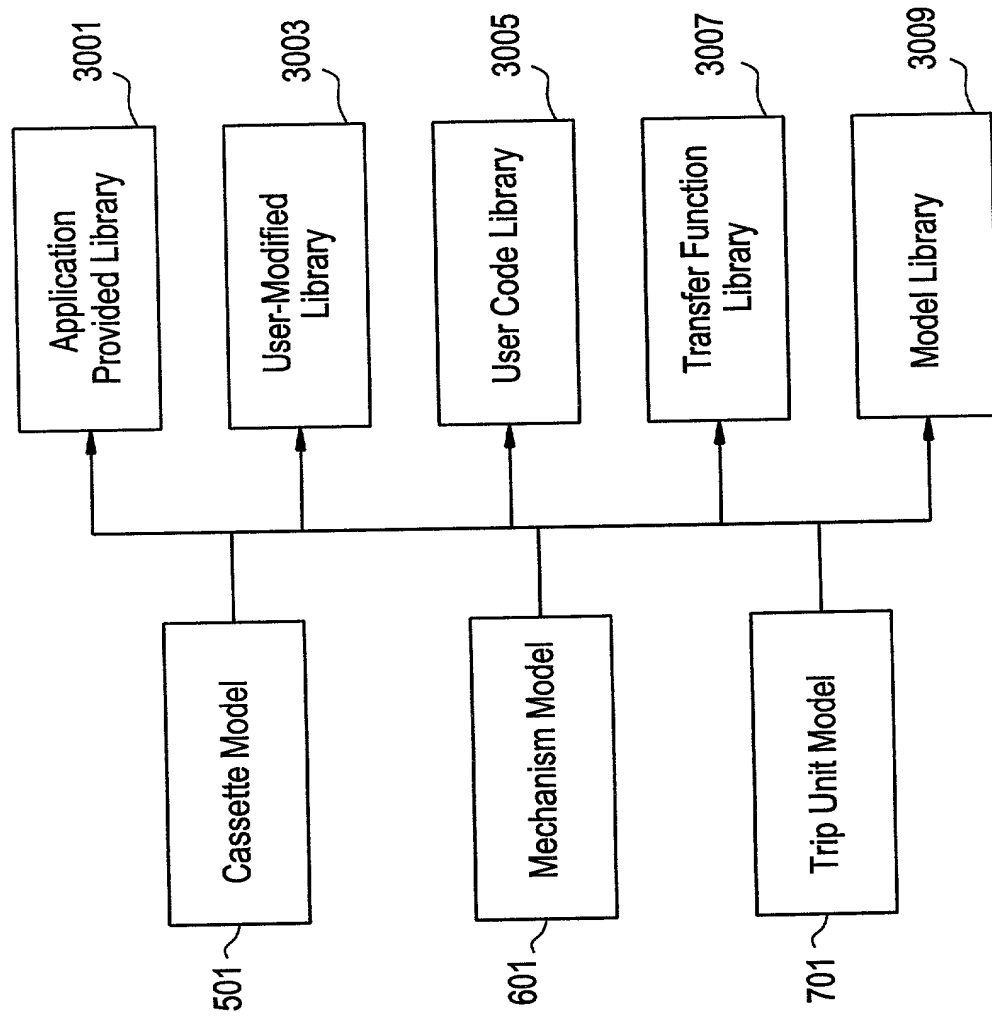 Application
Provided Library
3001
User-Modified
Library
3003
User Code Library
3005
Transfer Function
Library
3007
Model Library
3009
501
Cassette Model
601
Mechanism Model
701
Trip Unit Model